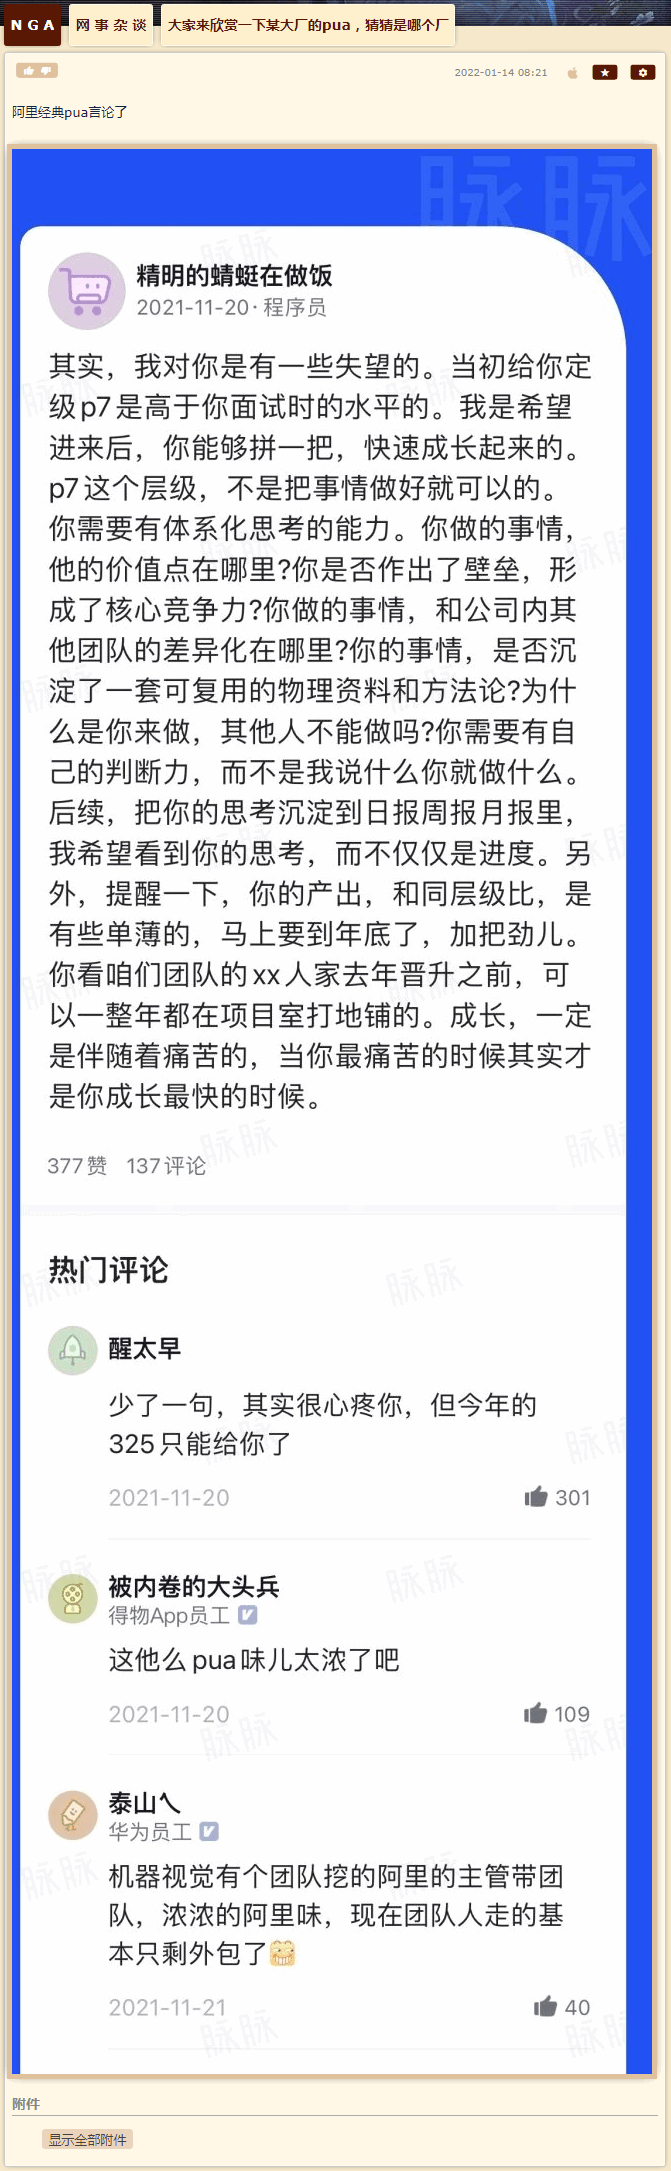 NGA 网事杂谈 大家来欣赏一下某大厂的pua，猜猜是哪个厂
2022-01-14 08:21
阿里经典pua言论了
脉脉
精明的蜻蜓在做饭
2021-11-20·程序员
其实，我对你是有一些失望的。当初给你定
级p7是高于你面试时的水平的。我是希望
进来后，你能够拼一把，快速成长起来的。
p7这个层级，不是把事情做好就可以的。
你需要有体系化思考的能力。你做的事情，
他的价值点在哪里?你是否作出了壁垒，形
成了核心竞争力?你做的事情，和公司内其
他团队的差异化在哪里?你的事情，是否沉
淀了一套可复用的物理资料和方法论?为什
么是你来做，其他人不能做吗?你需要有自
己的判断力，而不是我说什么你就做什么。
后续，把你的思考沉淀到日报周报月报里，
我希望看到你的思考，而不仅仅是进度。另
外，提醒一下，你的产出，和同层级比，是
有些单薄的，马上要到年底了，加把劲儿。
你看咱们团队的xx人家去年晋升之前，可
以一整年都在项目室打地铺的。成长，一定
是伴随着痛苦的，当你最痛苦的时候其实才
是你成长最快的时候。
377赞 137评论
热门评论
醒太早
少了一句，其实很心疼你，但今年的
325只能给你了
2021-11-20 301
被内卷的大头兵
得物App员工
这他么pua味儿太浓了吧
2021-11-20 109
泰山乀
华为员工
机器视觉有个团队挖的阿里的主管带团
队，浓浓的阿里味，现在团队人走的基
本只剩外包了
2021-11-21 40
附件
显示全部附件